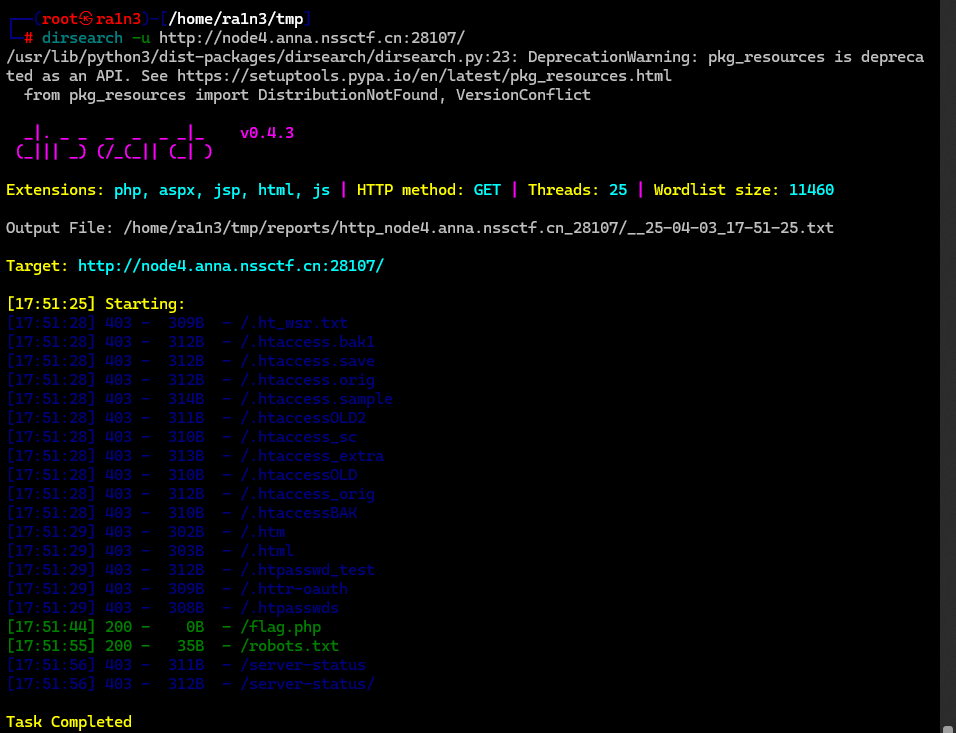 ┌──(root㉿ra1n3)-[/home/ra1n3/tmp]
└─# dirsearch -u http://node4.anna.nssctf.cn:28107/
/usr/lib/python3/dist-packages/dirsearch/dirsearch.py:23: DeprecationWarning: pkg_resources is depreca
ted as an API. See https://setuptools.pypa.io/en/latest/pkg_resources.html
  from pkg_resources import DistributionNotFound, VersionConflict
  _|. _ _  _  _  _ _|_    v0.4.3
 (_||| _) (/_(_|| (_| )
Extensions: php, aspx, jsp, html, js | HTTP method: GET | Threads: 25 | Wordlist size: 11460
Output File: /home/ra1n3/tmp/reports/http_node4.anna.nssctf.cn_28107/__25-04-03_17-51-25.txt
Target: http://node4.anna.nssctf.cn:28107/
[17:51:25] Starting:
[17:51:28] 403 -  309B  - /.ht_wsr.txt
[17:51:28] 403 -  312B  - /.htaccess.bak1
[17:51:28] 403 -  312B  - /.htaccess.save
[17:51:28] 403 -  312B  - /.htaccess.orig
[17:51:28] 403 -  314B  - /.htaccess.sample
[17:51:28] 403 -  311B  - /.htaccessOLD2
[17:51:28] 403 -  310B  - /.htaccess_sc
[17:51:28] 403 -  313B  - /.htaccess_extra
[17:51:28] 403 -  310B  - /.htaccessOLD
[17:51:28] 403 -  312B  - /.htaccess_orig
[17:51:28] 403 -  310B  - /.htaccessBAK
[17:51:29] 403 -  302B  - /.htm
[17:51:29] 403 -  303B  - /.html
[17:51:29] 403 -  312B  - /.htpasswd_test
[17:51:29] 403 -  309B  - /.httr-oauth
[17:51:29] 403 -  308B  - /.htpasswds
[17:51:44] 200 -    0B  - /flag.php
[17:51:55] 200 -   35B  - /robots.txt
[17:51:56] 403 -  311B  - /server-status
[17:51:56] 403 -  312B  - /server-status/
Task Completed